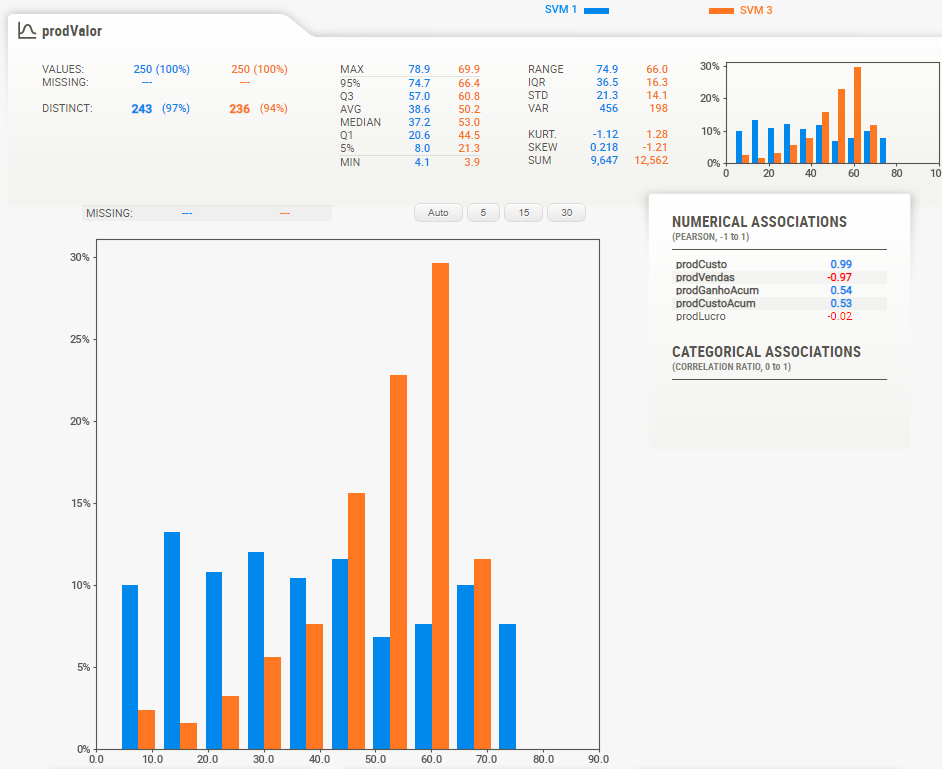 SVM 1 SVM 3
prodValor
VALUES: 250 (100%) 250 (100%)
MISSING: --- ---
DISTINCT: 243 (97%) 236 (94%)
MAX 78.9 69.9
95% 74.7 66.4
Q3 57.0 60.8
AVG 38.6 50.2
MEDIAN 37.2 53.0
Q1 20.6 44.5
5% 8.0 21.3
MIN 4.1 3.9
RANGE 74.9 66.0
IQR 36.5 16.3
STD 21.3 14.1
VAR 456 198
KURT. -1.12 1.28
SKEW 0.218 -1.21
SUM 9,647 12,562
30%
20%
10%
0%
0 20 40 60 80 10
MISSING: --- ---
Auto 5 15 30
30%
25%
20%
15%
10%
5%
0%
0.0 10.0 20.0 30.0 40.0 50.0 60.0 70.0 80.0 90.0
NUMERICAL ASSOCIATIONS
(PEARSON, -1 to 1)
prodCusto 0.99
prodVendas -0.97
prodGanhoAcum 0.54
prodCustoAcum 0.53
prodLucro -0.02
CATEGORICAL ASSOCIATIONS
(CORRELATION RATIO, 0 to 1)